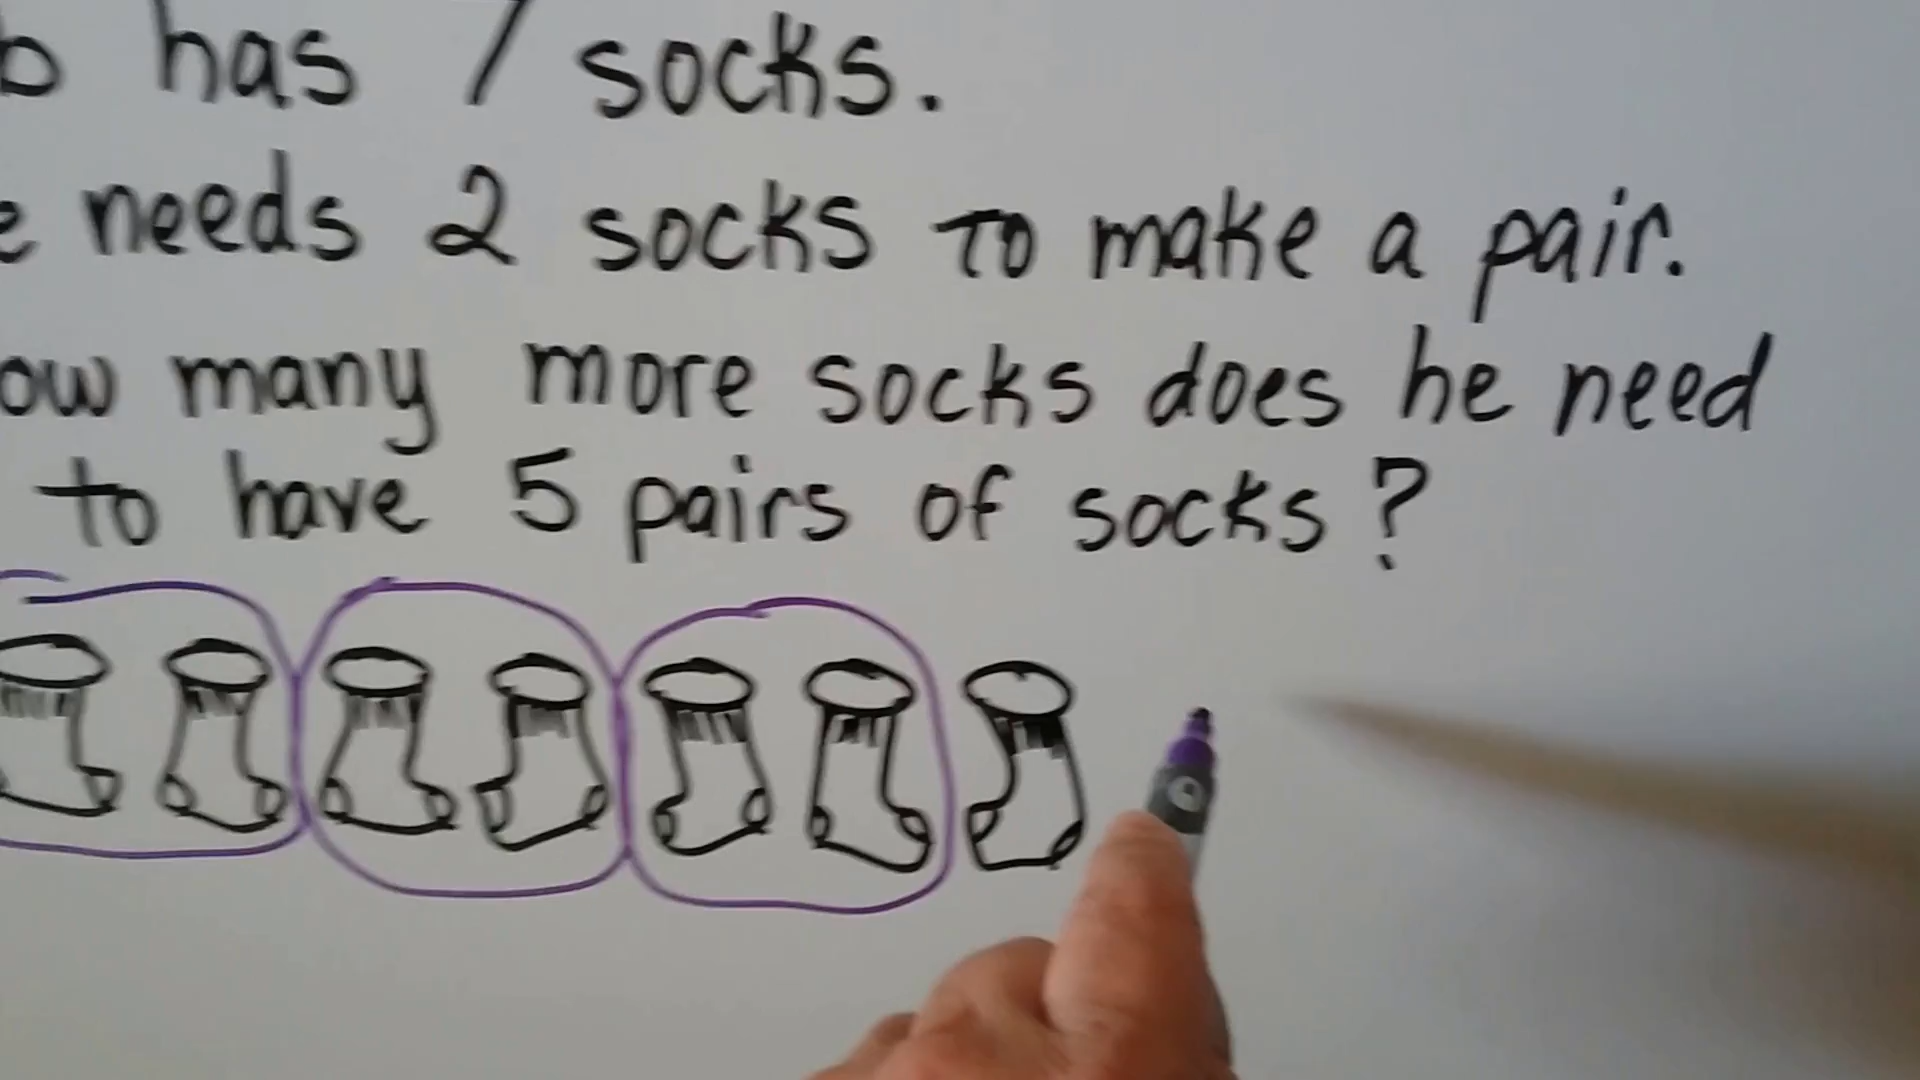 b has 7 socks.
e needs 2 socks to make a pair.
ow many more socks does he need
to have 5 pairs of socks?